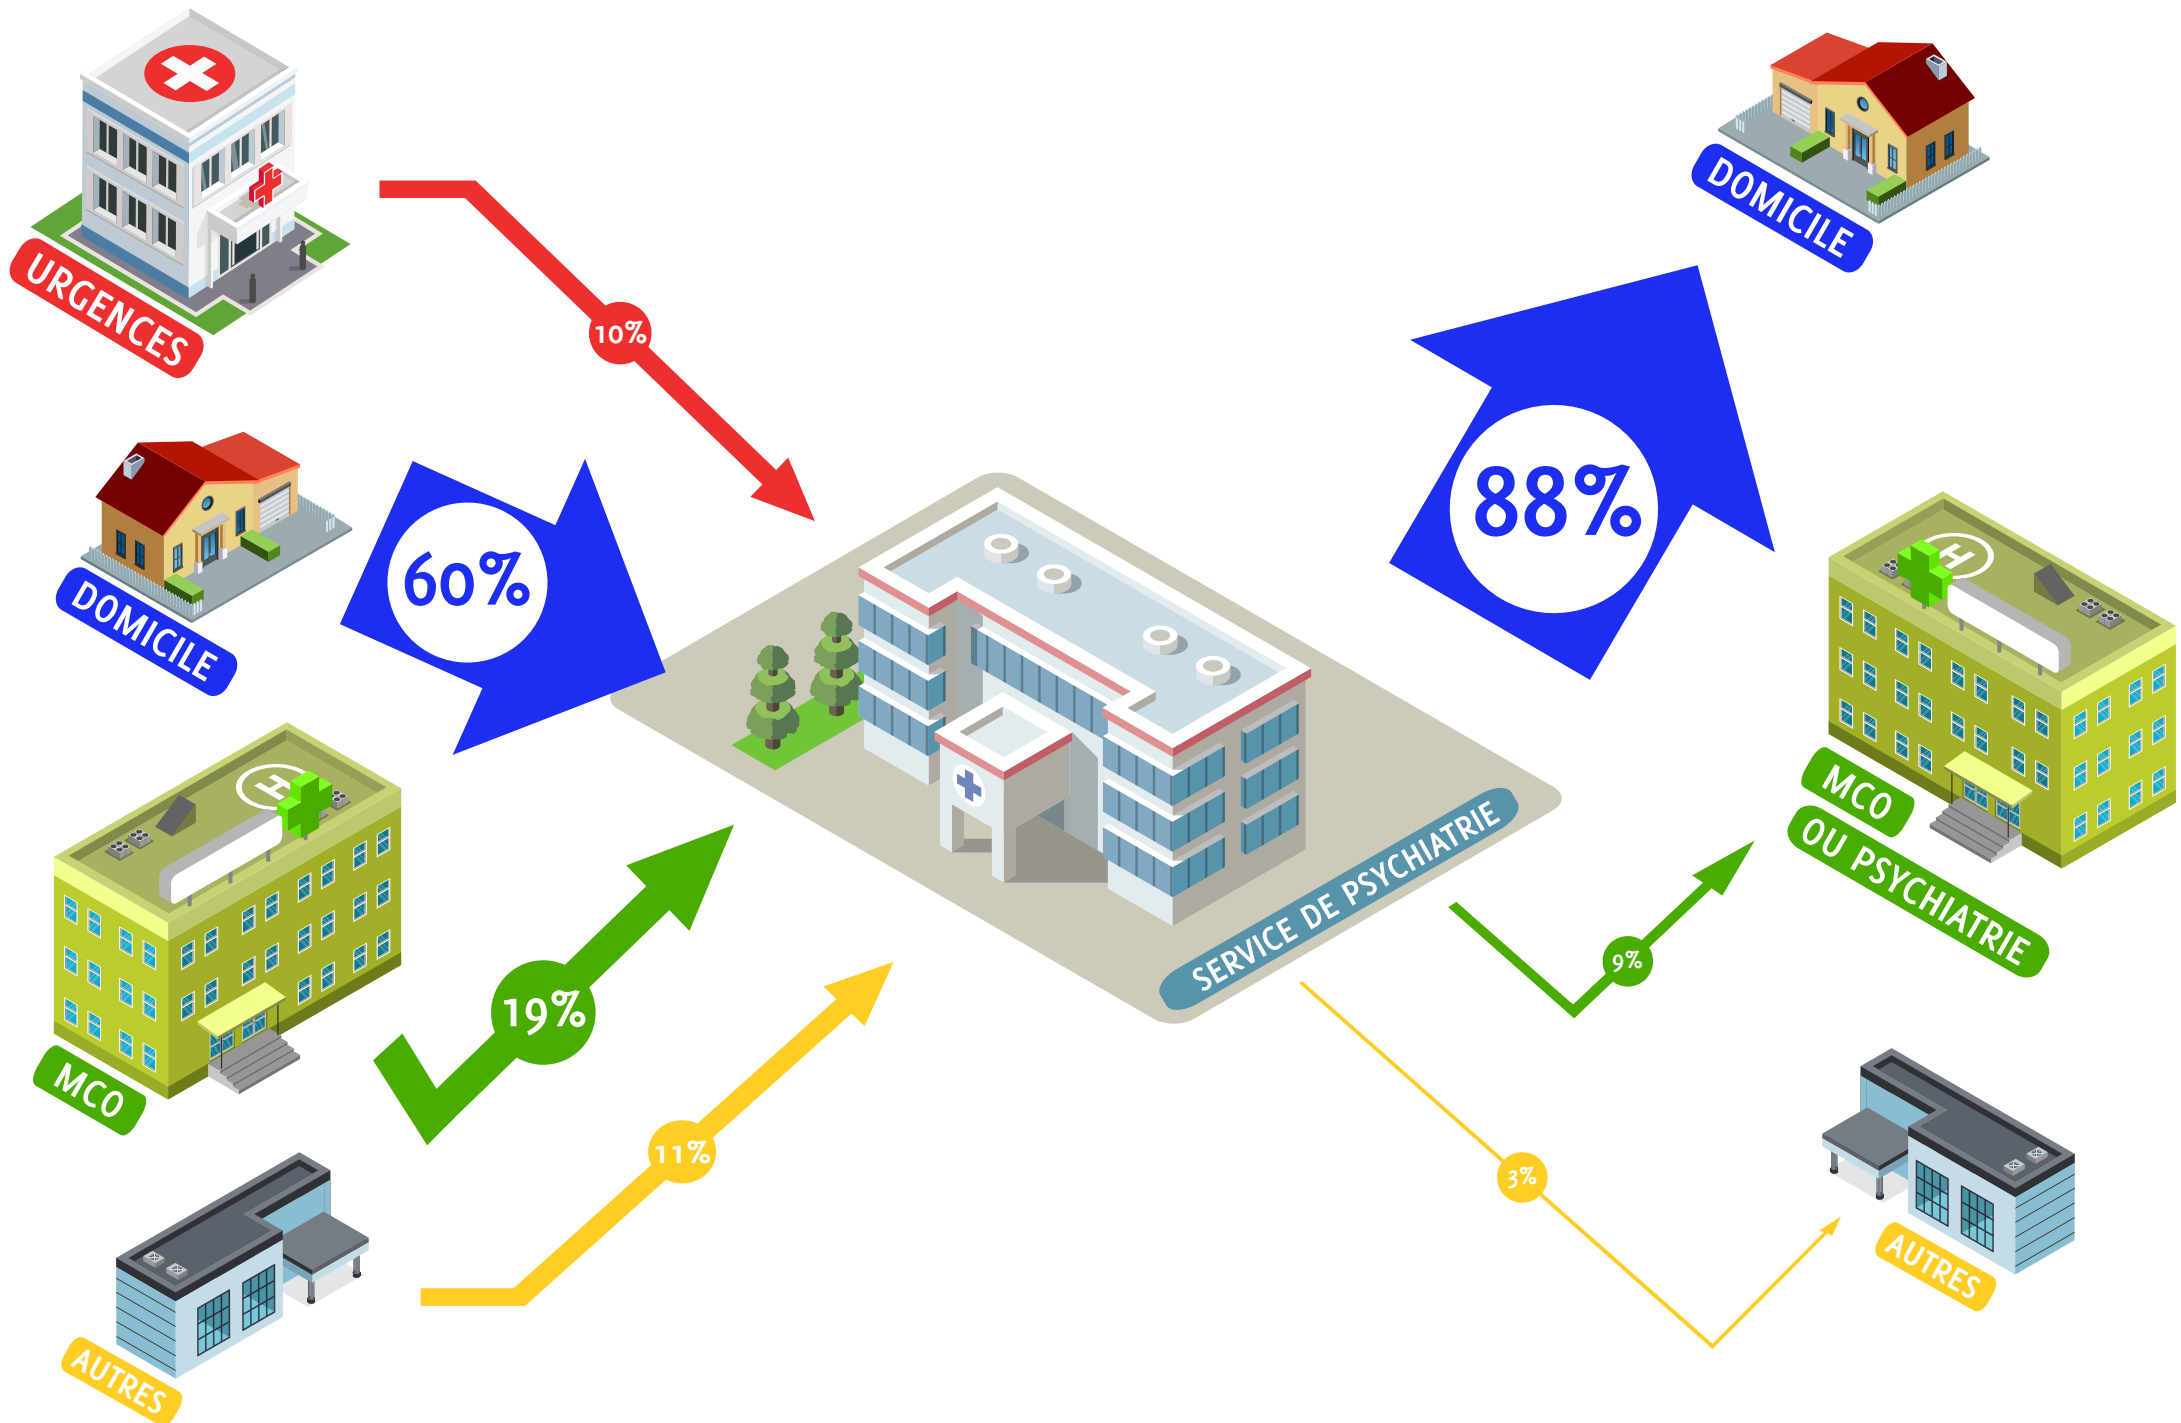 URGENCES
10%
DOMICILE
60%
MCO
19%
AUTRES
11%
SERVICE DE PSYCHIATRIE
DOMICILE
88%
MCO
OU PSYCHIATRIE
9%
AUTRES
3%
H
H